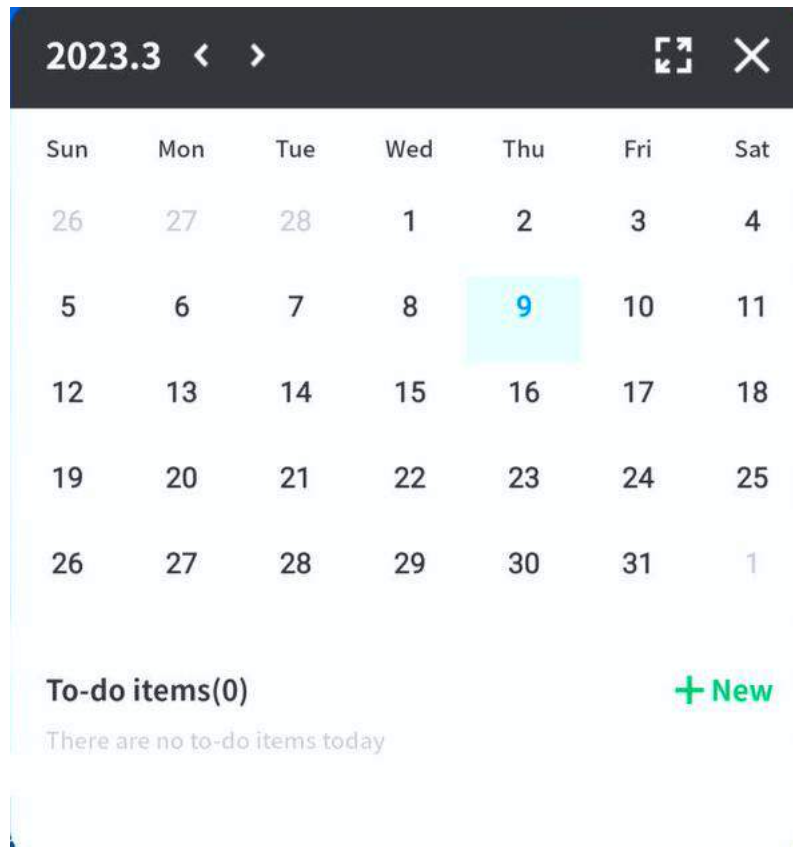 2023.3 < >
Sun Mon Tue Wed Thu Fri Sat
26 27 28 1 2 3 4
5 6 7 8 9 10 11
12 13 14 15 16 17 18
19 20 21 22 23 24 25
26 27 28 29 30 31 1
To-do items(0) + New
There are no to-do items today